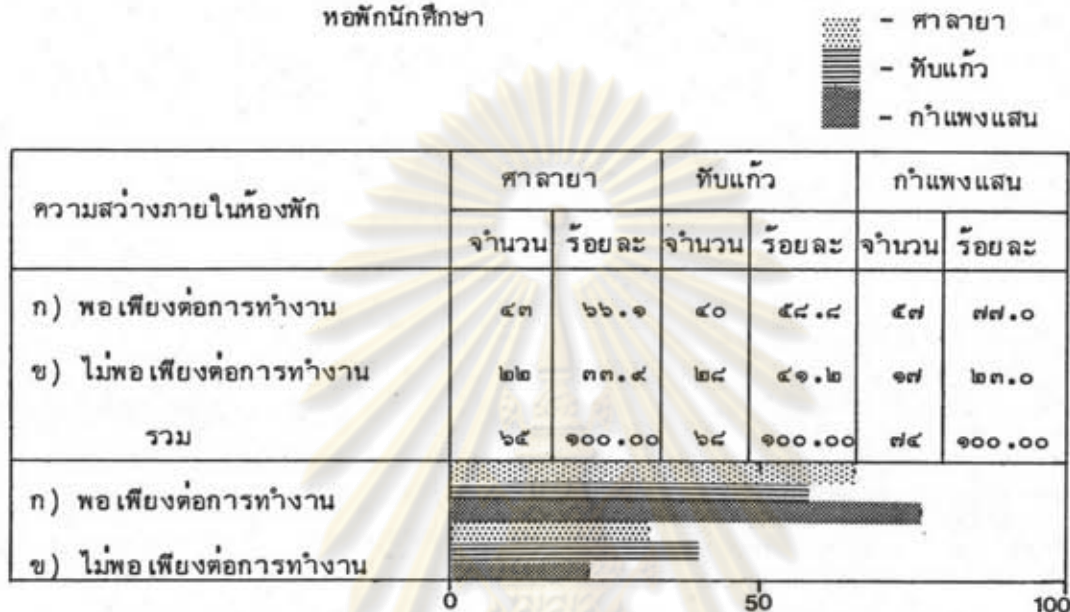 หอพักนักศึกษา
- ศาลายา
- ทับแก้ว
- กำแพงแสน
ความสว่างภายในห้องพัก ศาลายา ทับแก้ว กำแพงแสน
จำนวน ร้อยละ จำนวน ร้อยละ จำนวน ร้อยละ
ก) พอเพียงต่อการทำงาน ๔๓ ๖๖.๑ ๔๐ ๕๘.๘ ๕๗ ๗๗.๐
ข) ไม่พอเพียงต่อการทำงาน ๒๒ ๓๓.๙ ๒๘ ๔๑.๒ ๑๗ ๒๓.๐
รวม ๖๕ ๑๐๐.๐๐ ๖๘ ๑๐๐.๐๐ ๗๔ ๑๐๐.๐๐
ก) พอเพียงต่อการทำงาน
ข) ไม่พอเพียงต่อการทำงาน
0 50 100